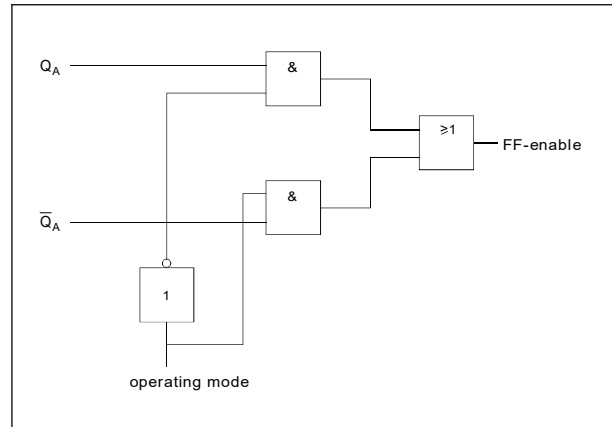 Q_A
&
≥1
FF-enable
Q̅_A
&
1
operating mode